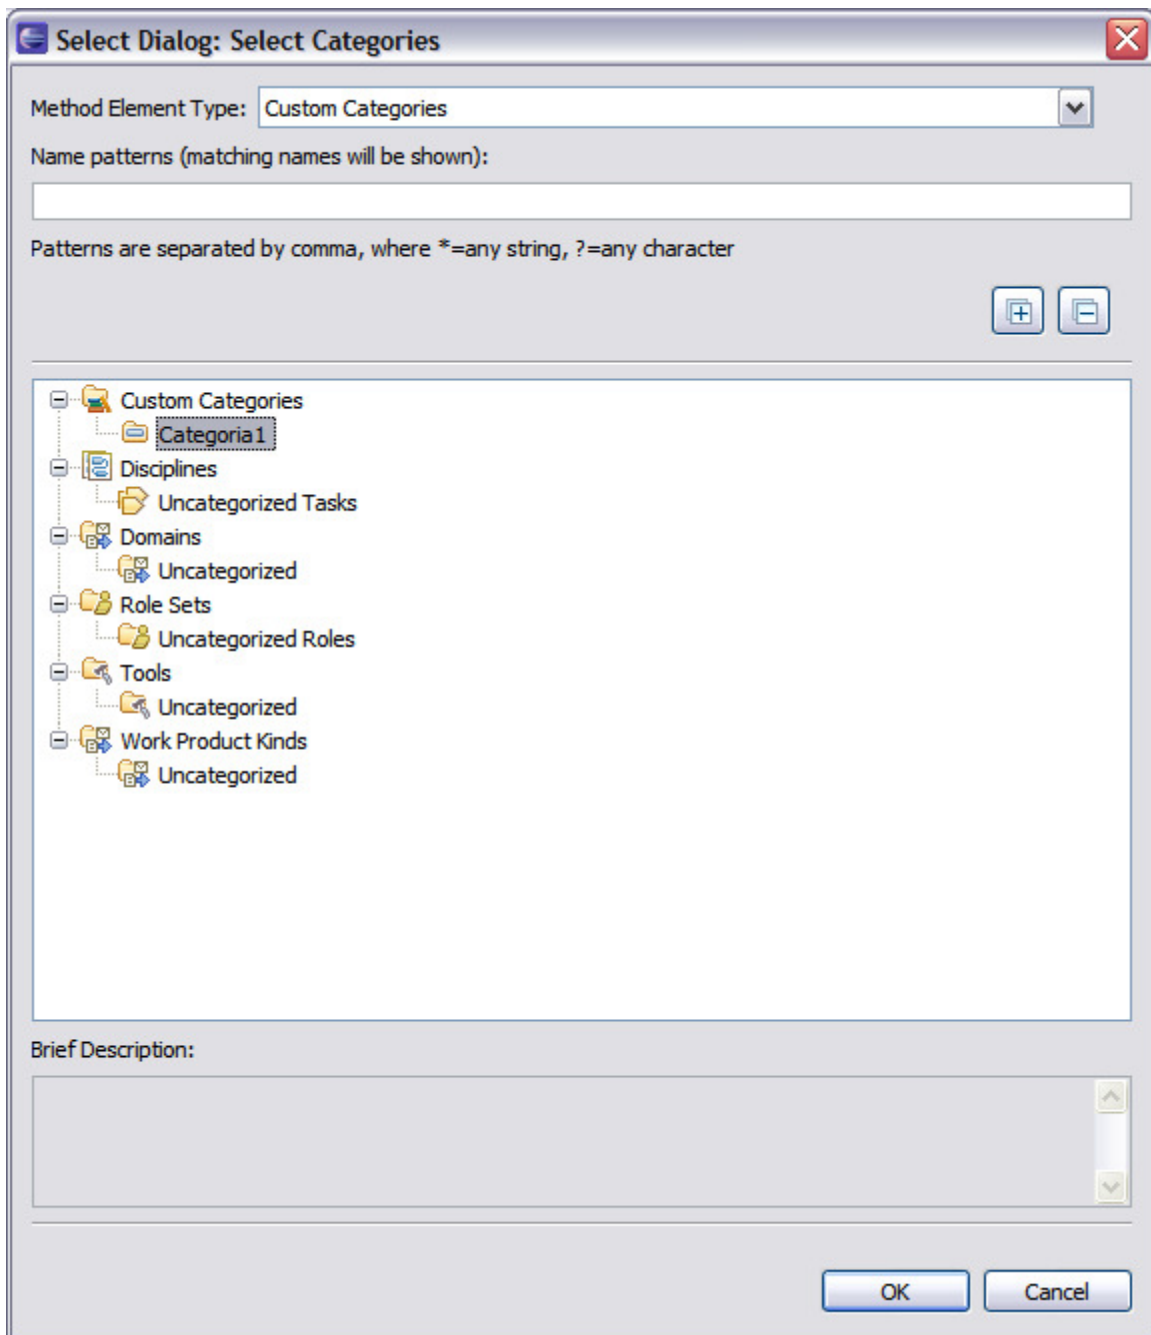 Select Dialog: Select Categories
Method Element Type: Custom Categories
Name patterns (matching names will be shown):
Patterns are separated by comma, where *=any string, ?=any character
Custom Categories
Categoria1
Disciplines
Uncategorized Tasks
Domains
Uncategorized
Role Sets
Uncategorized Roles
Tools
Uncategorized
Work Product Kinds
Uncategorized
Brief Description:
OK Cancel